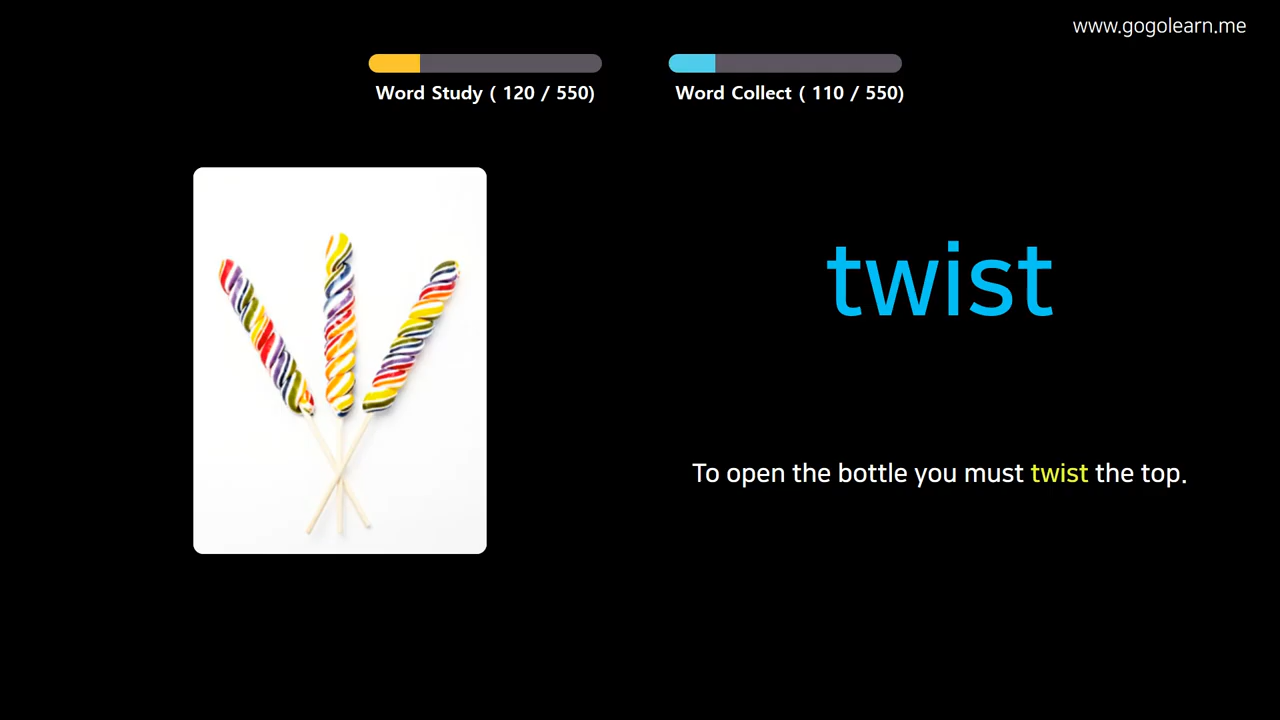 www.gogolearn.me
Word Study ( 120 / 550)
Word Collect ( 110 / 550)
twist
To open the bottle you must twist the top.